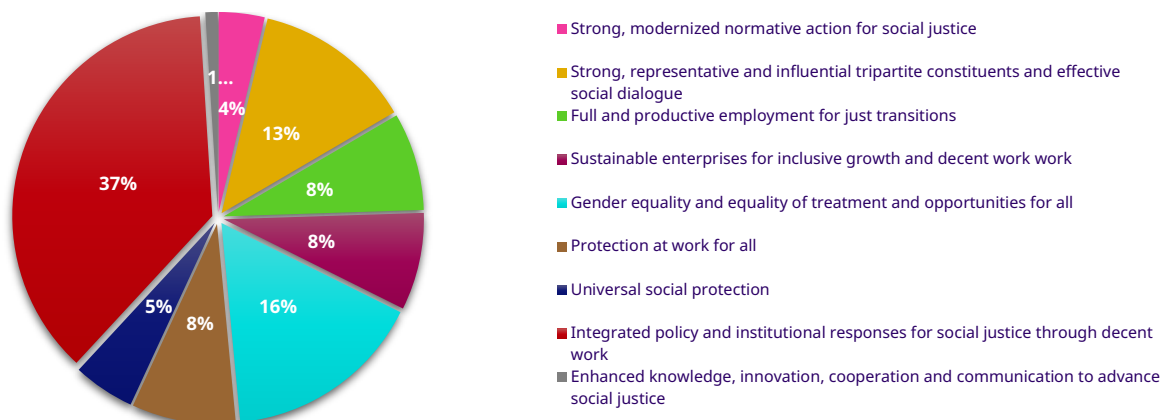 1...
4%
13%
8%
8%
16%
8%
5%
37%
Strong, modernized normative action for social justice
Strong, representative and influential tripartite constituents and effective
social dialogue
Full and productive employment for just transitions
Sustainable enterprises for inclusive growth and decent work work
Gender equality and equality of treatment and opportunities for all
Protection at work for all
Universal social protection
Integrated policy and institutional responses for social justice through decent
work
Enhanced knowledge, innovation, cooperation and communication to advance
social justice